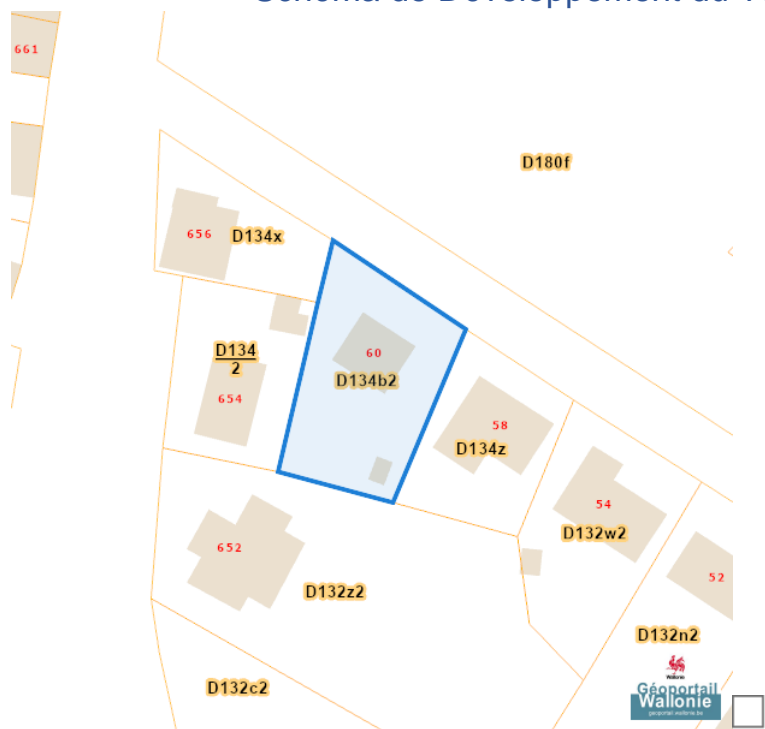 661
D180f
656 D134x
60
D134b2
D134
2
654
58
D134z
54
D132w2
652
D132z2
52
D132n2
D132c2
Wallonie
Géoportail
Wallonie
geoportail.wallonie.be